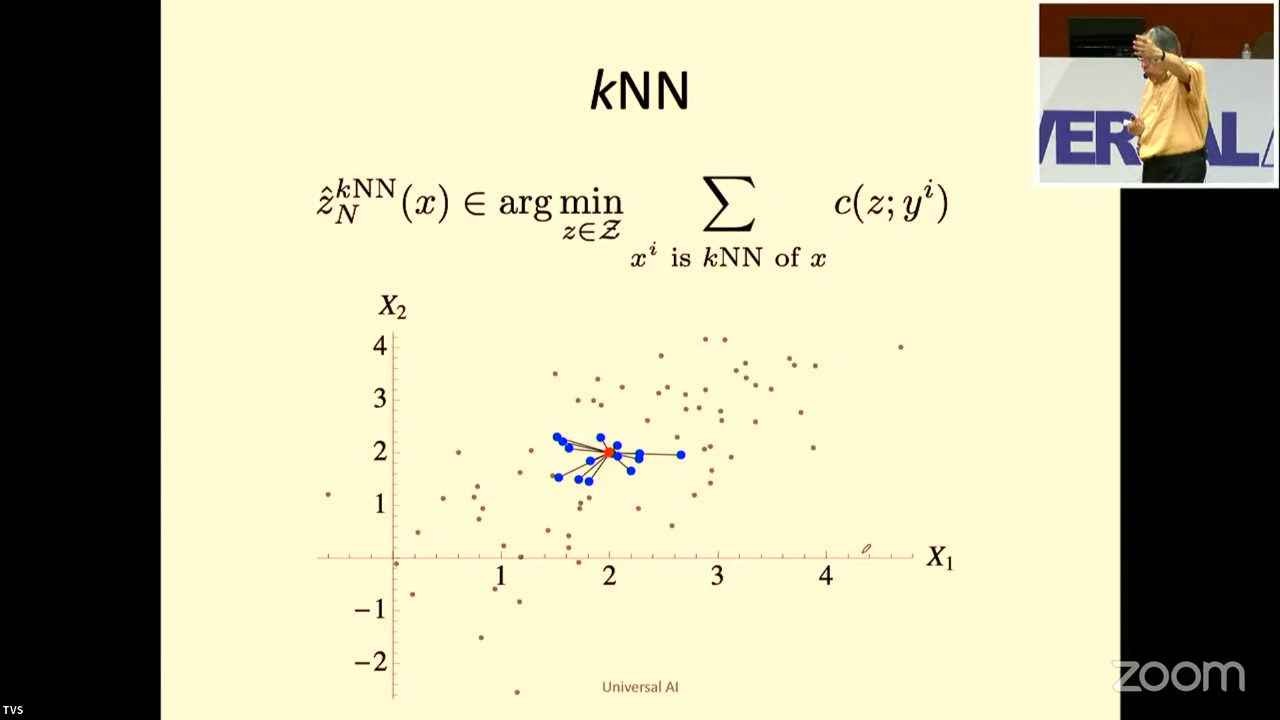 kNN
ẑ_N^{kNN}(x) ∈ arg min_{z∈𝒵} ∑_{x^i is kNN of x} c(z; y^i)
X₂
4
3
2
1
−1
−2
1 2 3 4
X₁
Universal AI
VERSAL
zoom
TVS